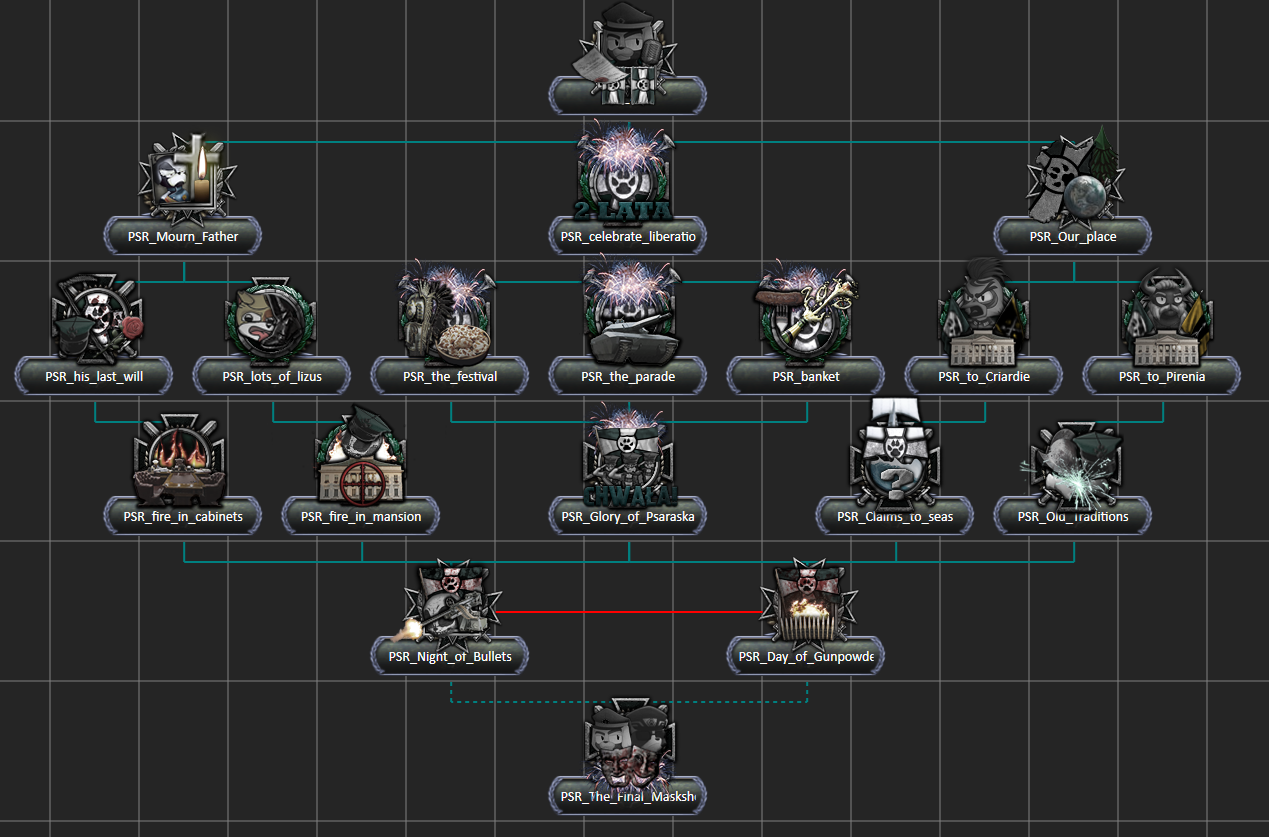 2 LATA
PSR_Mourn_Father
PSR_celebrate_liberatio
PSR_Our_place
PSR_his_last_will
PSR_lots_of_lizus
PSR_the_festival
PSR_the_parade
PSR_banket
PSR_to_Criardie
PSR_to_Pirenia
CHWAŁA!
PSR_fire_in_cabinets
PSR_fire_in_mansion
PSR_Glory_of_Psaraska
PSR_Claims_to_seas
PSR_Old_Traditions
PSR_Nignt_of_Bullets
PSR_Day_of_Gunpowde
PSR_The_Final_Masksh